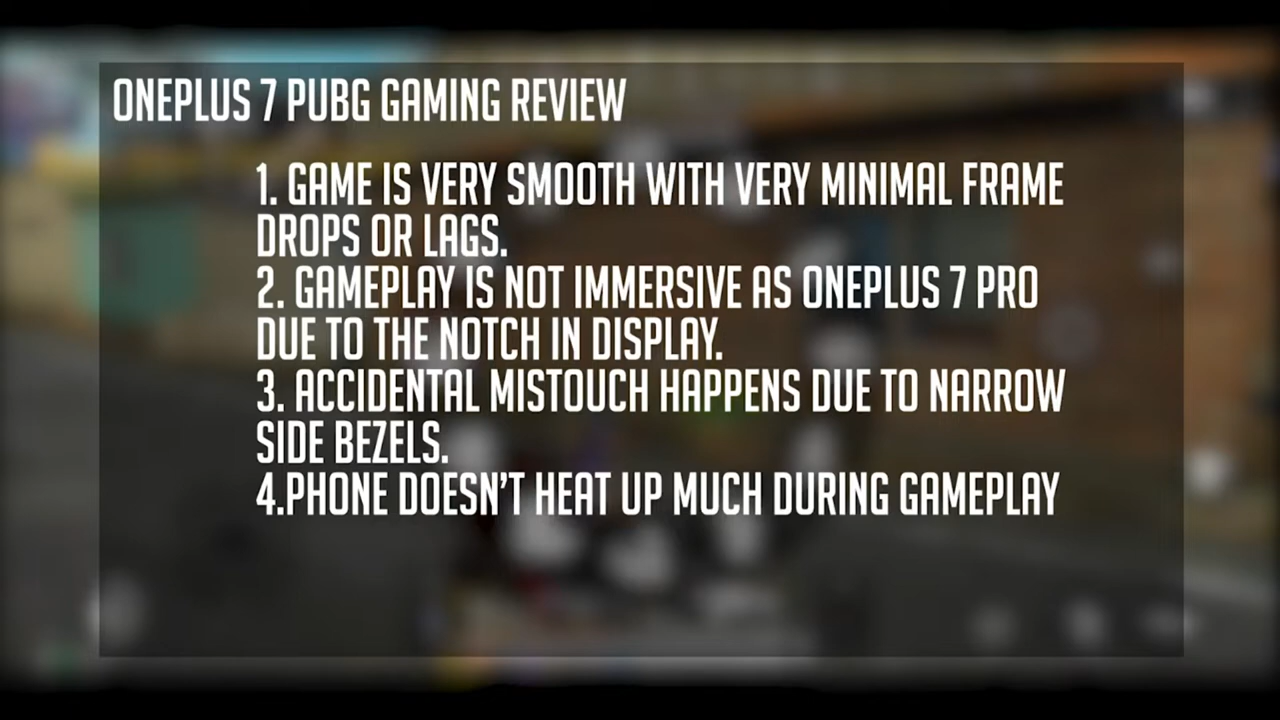 ONEPLUS 7 PUBG GAMING REVIEW
1. GAME IS VERY SMOOTH WITH VERY MINIMAL FRAME
DROPS OR LAGS.
2. GAMEPLAY IS NOT IMMERSIVE AS ONEPLUS 7 PRO
DUE TO THE NOTCH IN DISPLAY.
3. ACCIDENTAL MISTOUCH HAPPENS DUE TO NARROW
SIDE BEZELS.
4.PHONE DOESN'T HEAT UP MUCH DURING GAMEPLAY